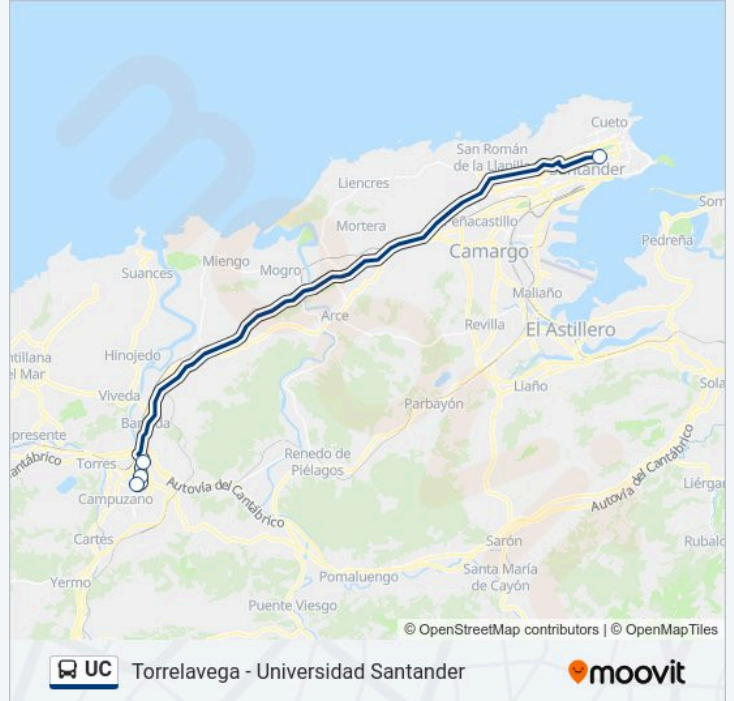 Cueto
San Román
de la Llanilla
Santander
Liencres
Som
Mortera
Peñacastillo
Pedreña
Miengo
Camargo
Mogro
Suances
Maliaño
Arce
Revilla
El Astillero
ntillana
el Mar
Hinojedo
Liaño
Sola
Viveda
Parbayón
Barreda
presente
Renedo de
Piélagos
antábrico
Torres
Autovía del Cantábrico
Autovía del Cantábrico
Campuzano
Liérgan
Cartes
Sarón
Rubalc
Pomaluengo
Santa María
de Cayón
Yermo
Puente Viesgo
© OpenStreetMap contributors | © OpenMapTiles
UC Torrelavega - Universidad Santander
moovit